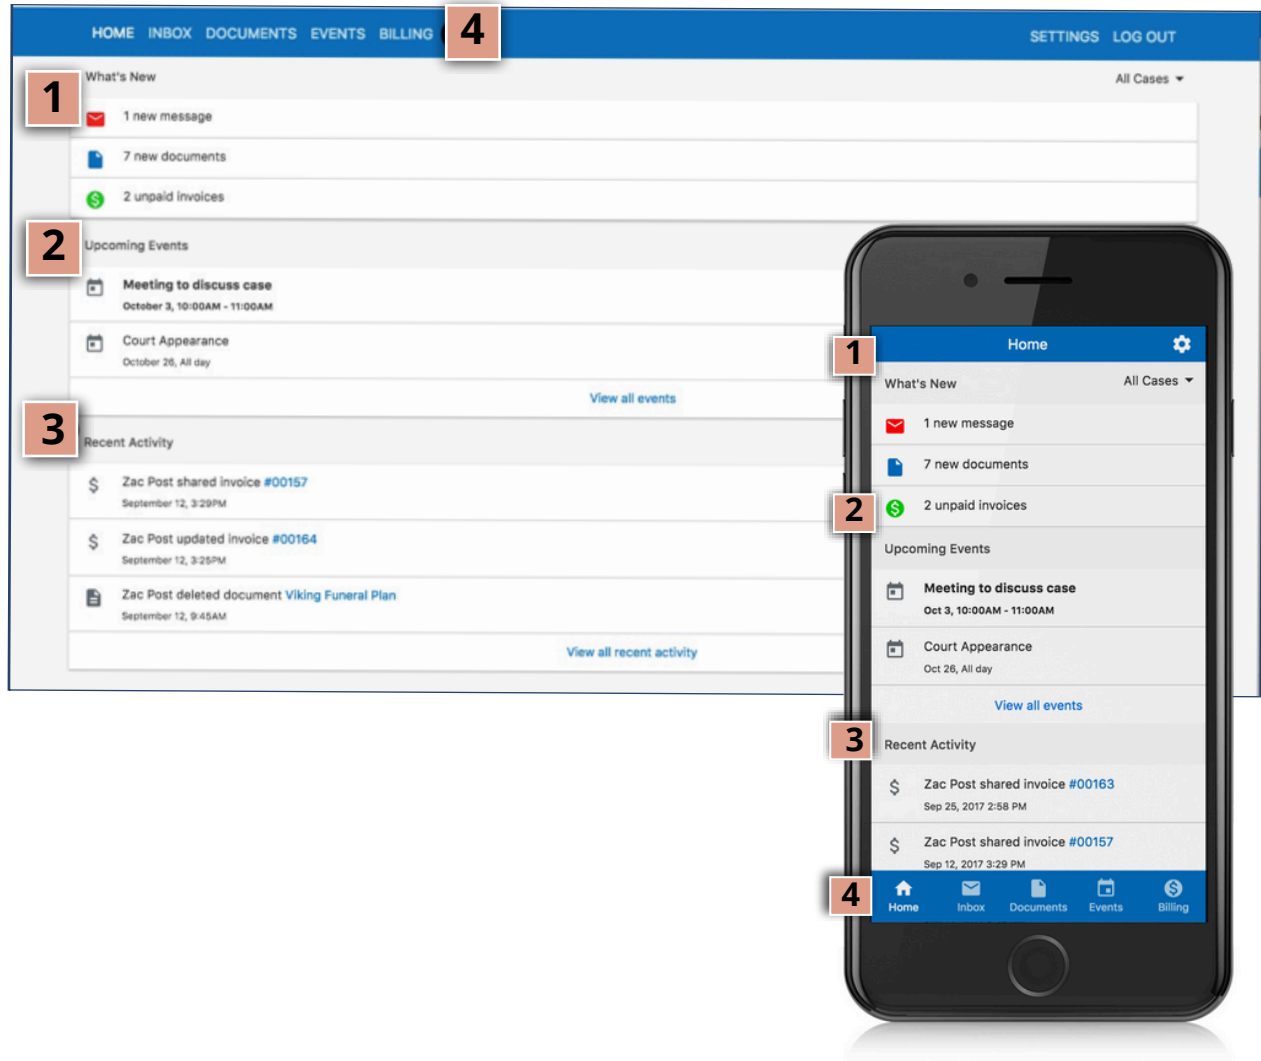 HOME INBOX DOCUMENTS EVENTS BILLING 4 SETTINGS LOG OUT
1 What's New All Cases
1 new message
7 new documents
2 unpaid invoices
2 Upcoming Events
Meeting to discuss case
October 3, 10:00AM - 11:00AM
Court Appearance
October 26, All day
View all events
3 Recent Activity
Zac Post shared invoice #00157
September 12, 3:29PM
Zac Post updated invoice #00164
September 12, 3:25PM
Zac Post deleted document Viking Funeral Plan
September 12, 9:45AM
View all recent activity
Home
1
What's New All Cases
1 new message
7 new documents
2 2 unpaid invoices
Upcoming Events
Meeting to discuss case
Oct 3, 10:00AM - 11:00AM
Court Appearance
Oct 26, All day
View all events
3 Recent Activity
Zac Post shared invoice #00163
Sep 25, 2017 2:58 PM
Zac Post shared invoice #00157
Sep 12, 2017 3:29 PM
4 Home Inbox Documents Events Billing